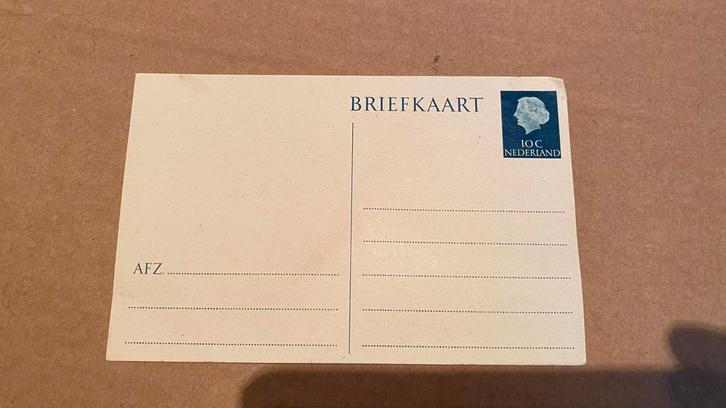 BRIEFKAART
10 C
NEDERLAND
AFZ.